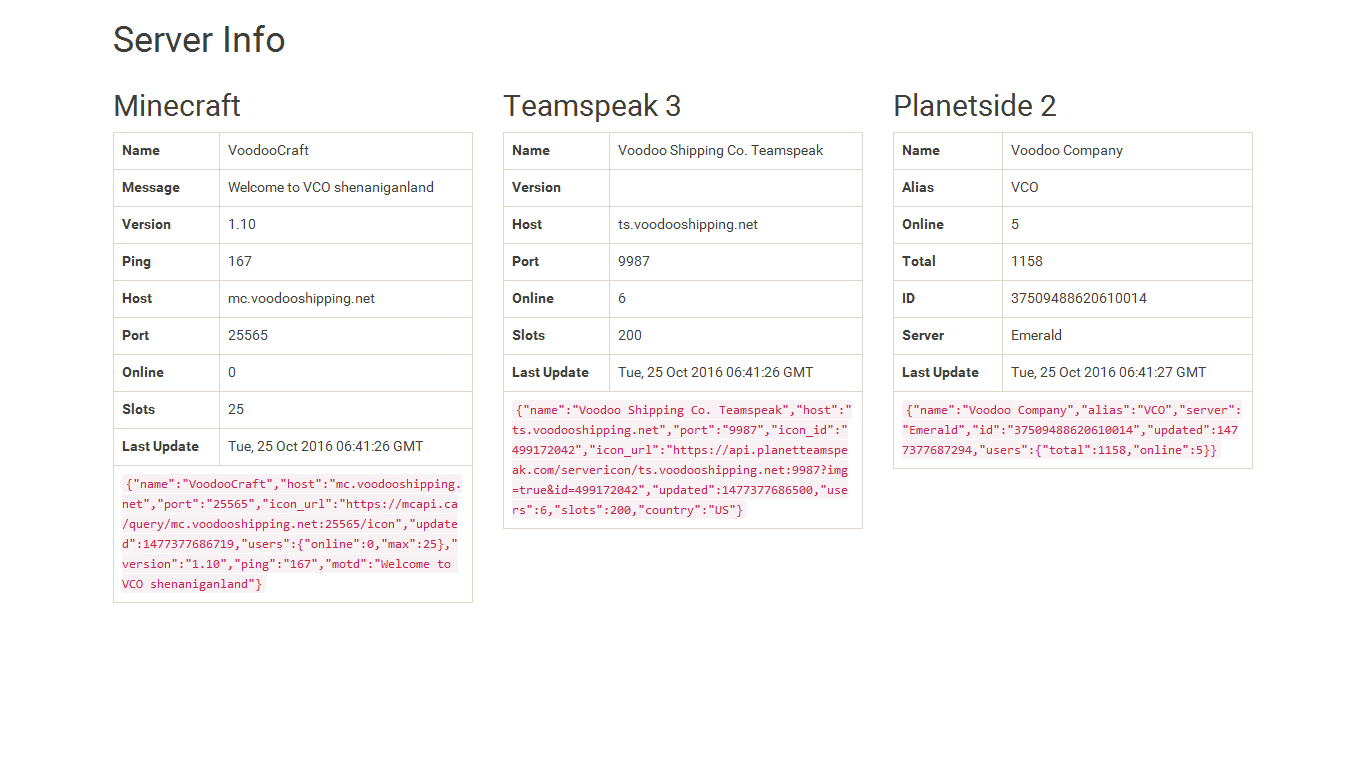 Server Info
Minecraft
Name VoodooCraft
Message Welcome to VCO shenaniganland
Version 1.10
Ping 167
Host mc.voodooshipping.net
Port 25565
Online 0
Slots 25
Last Update Tue, 25 Oct 2016 06:41:26 GMT
{"name":"VoodooCraft","host":"mc.voodooshipping.
net","port":"25565","icon_url":"https://mcapi.ca
/query/mc.voodooshipping.net:25565/icon","update
d":1477377686719,"users":{"online":0,"max":25},"
version":"1.10","ping":"167","motd":"Welcome to
VCO shenaniganland"}
Teamspeak 3
Name Voodoo Shipping Co. Teamspeak
Version
Host ts.voodooshipping.net
Port 9987
Online 6
Slots 200
Last Update Tue, 25 Oct 2016 06:41:26 GMT
{"name":"Voodoo Shipping Co. Teamspeak","host":"
ts.voodooshipping.net","port":"9987","icon_id":"
499172042","icon_url":"https://api.planetteamspe
ak.com/servericon/ts.voodooshipping.net:9987?img
=true&id=499172042","updated":1477377686500,"use
rs":6,"slots":200,"country":"US"}
Planetside 2
Name Voodoo Company
Alias VCO
Online 5
Total 1158
ID 37509488620610014
Server Emerald
Last Update Tue, 25 Oct 2016 06:41:27 GMT
{"name":"Voodoo Company","alias":"VCO","server":
"Emerald","id":"37509488620610014","updated":147
7377687294,"users":{"total":1158,"online":5}}